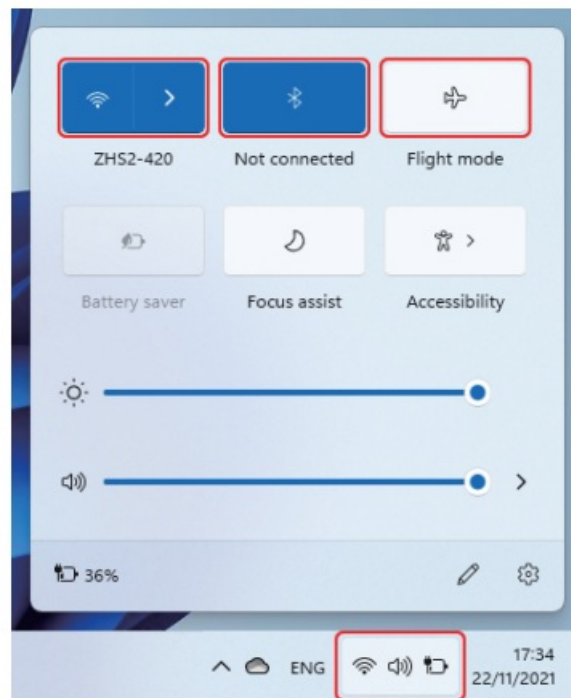 ZHS2-420 Not connected Flight mode
Battery saver Focus assist Accessibility
36%
ENG 17:34
22/11/2021